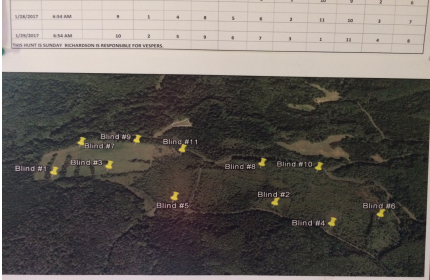 1/28/2017 6:54 AM 9 1 4 8 5 6 2 11 10 3 7
1/29/2017 6:54 AM 10 2 5 9 6 7 3 1 11 4 8
THIS HUNT IS SUNDAY RICHARDSON IS RESPONSIBLE FOR VESPERS.
Blind #9
Blind #7
Blind #11
Blind #1
Blind #3
Blind #8
Blind #10
Blind #5
Blind #2
Blind #6
Blind #4